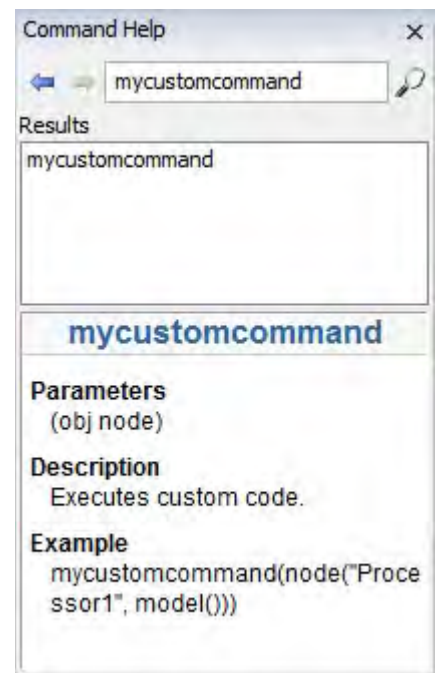 Command Help
mycustomcommand
Results
mycustomcommand
mycustomcommand
Parameters
(obj node)
Description
Executes custom code.
Example
mycustomcommand(node("Proce
ssor1", model()))